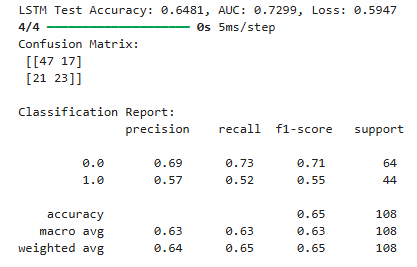 LSTM Test Accuracy: 0.6481, AUC: 0.7299, Loss: 0.5947
4/4 ━━━━━━━━━━━━━━━━━━━━ 0s 5ms/step
Confusion Matrix:
[[47 17]
[21 23]]
Classification Report:
precision recall f1-score support
0.0 0.69 0.73 0.71 64
1.0 0.57 0.52 0.55 44
accuracy 0.65 108
macro avg 0.63 0.63 0.63 108
weighted avg 0.64 0.65 0.65 108